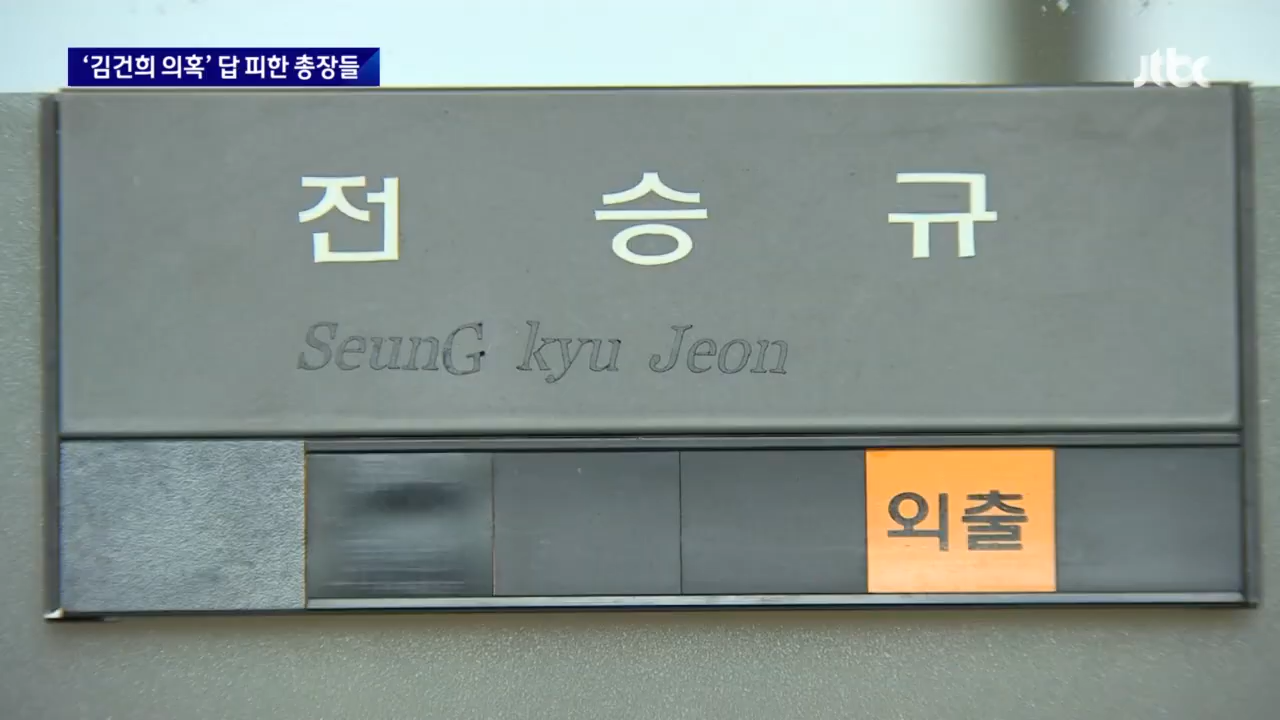 ‘김건희 의혹’ 답 피한 총장들
jtbc
전 승 규
SeunG kyu Jeon
외출